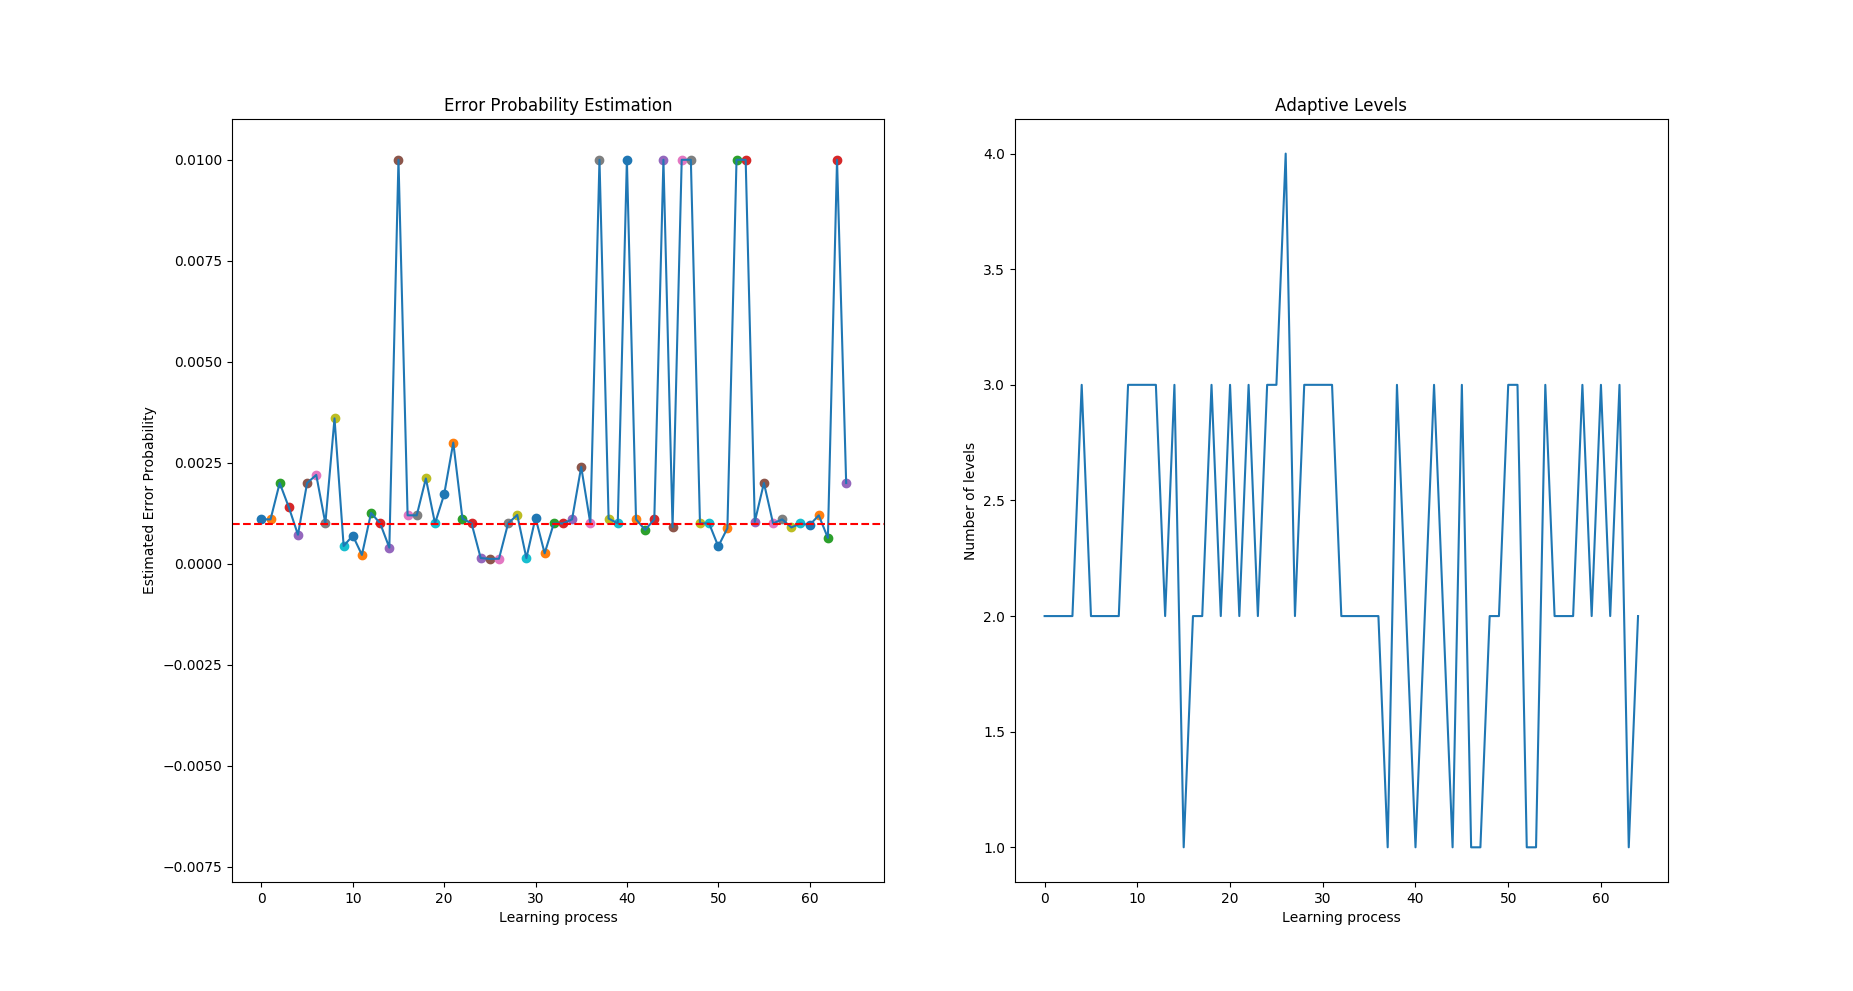 Error Probability Estimation
0.0100
0.0075
0.0050
0.0025
0.0000
−0.0025
−0.0050
−0.0075
Estimated Error Probability
0 10 20 30 40 50 60
Learning process
Adaptive Levels
4.0
3.5
3.0
2.5
2.0
1.5
1.0
Number of levels
0 10 20 30 40 50 60
Learning process